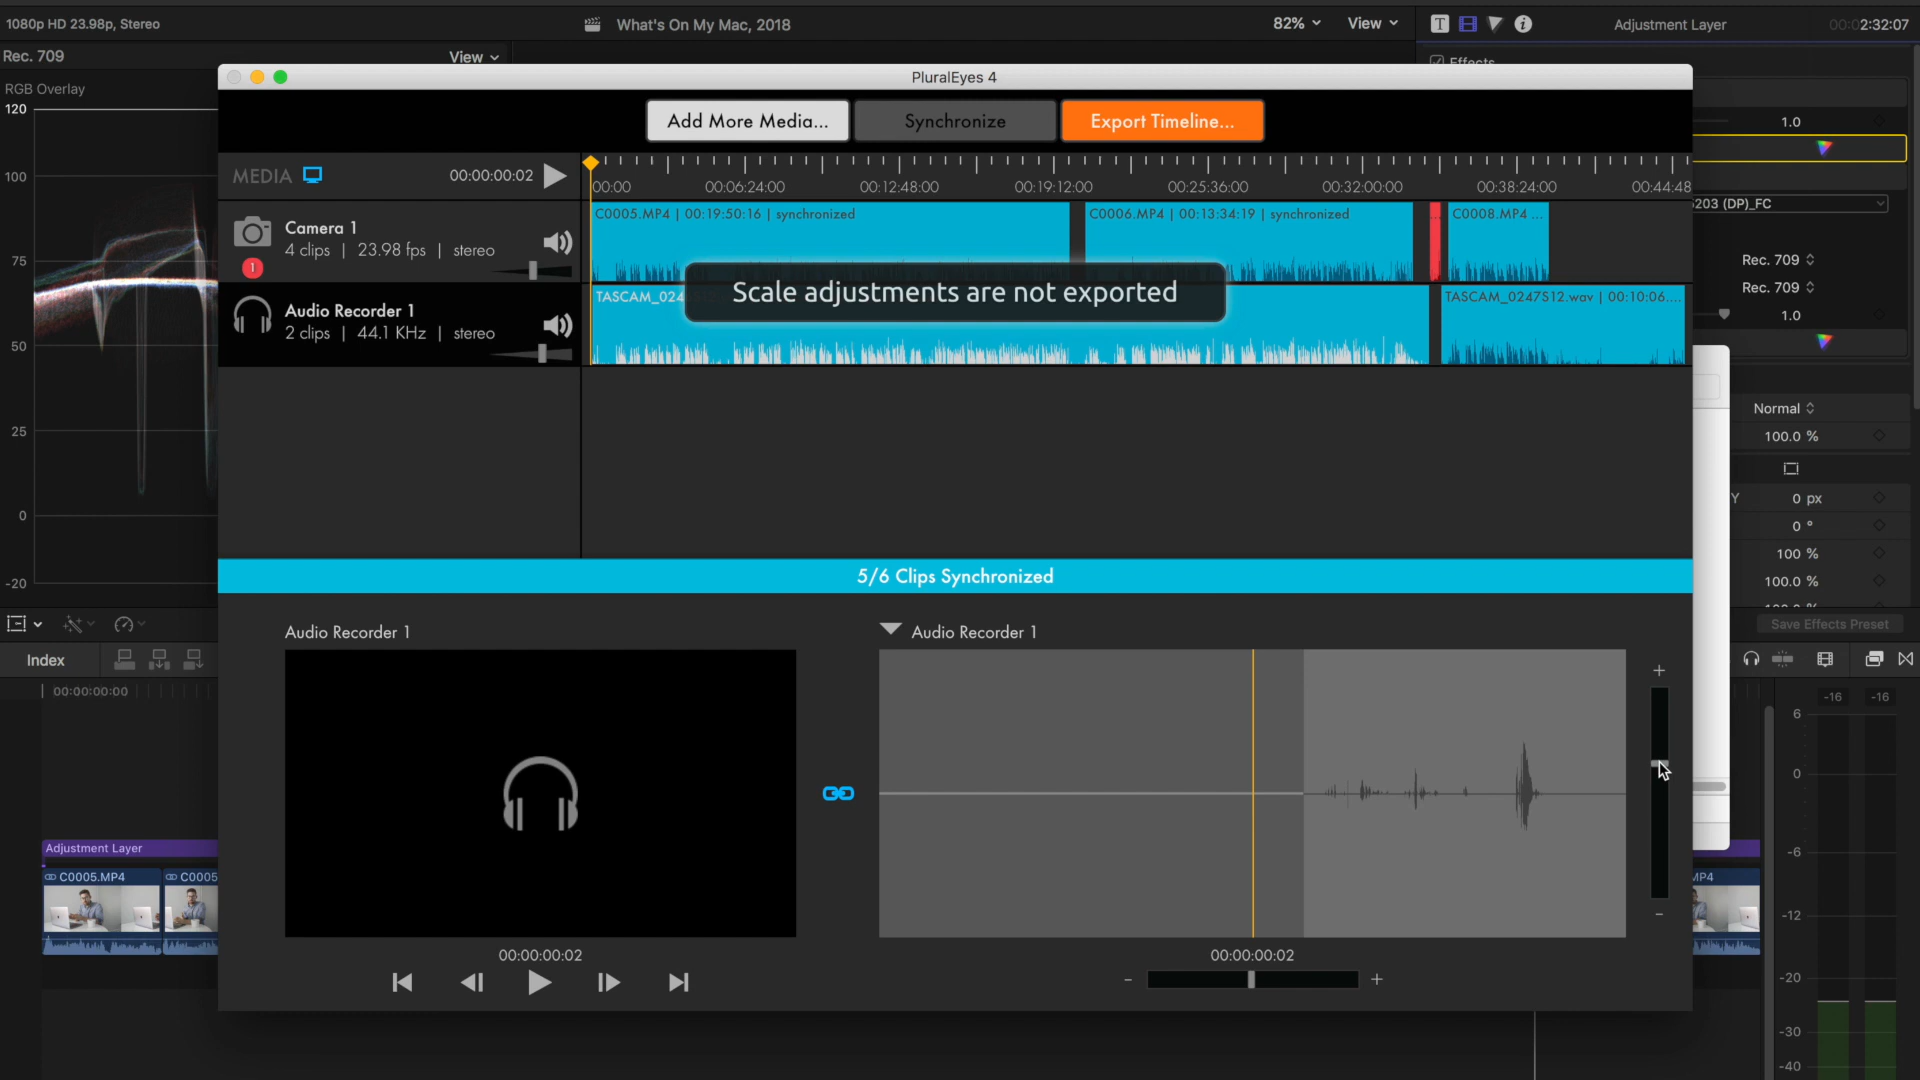 1080p HD 23.98p, Stereo
What's On My Mac, 2018
82%
View
T
i
Adjustment Layer
00:02:32:07
Rec. 709
View
Effects
RGB Overlay
120
100
75
50
25
0
-20
PluralEyes 4
Add More Media...
Synchronize
Export Timeline...
1.0
MEDIA
00:00:00:02
00:00
00:06:24:00
00:12:48:00
00:19:12:00
00:25:36:00
00:32:00:00
00:38:24:00
00:44:48
Camera 1
4 clips | 23.98 fps | stereo
1
C0005.MP4 | 00:19:50:16 | synchronized
C0006.MP4 | 00:13:34:19 | synchronized
C0008.MP4 ...
Audio Recorder 1
2 clips | 44.1 KHz | stereo
TASCAM_024
TASCAM_0247S12.wav | 00:10:06....
Scale adjustments are not exported
203 (DP)_FC
Rec. 709
Rec. 709
1.0
Normal
100.0 %
Y 0 px
0 °
100 %
100.0 %
Save Effects Preset
5/6 Clips Synchronized
Audio Recorder 1
Audio Recorder 1
+
-
00:00:00:02
00:00:00:02
-
+
Index
00:00:00:00
Adjustment Layer
C0005.MP4
C0005
MP4
-16 -16
6
0
-6
-12
-20
-30
-40